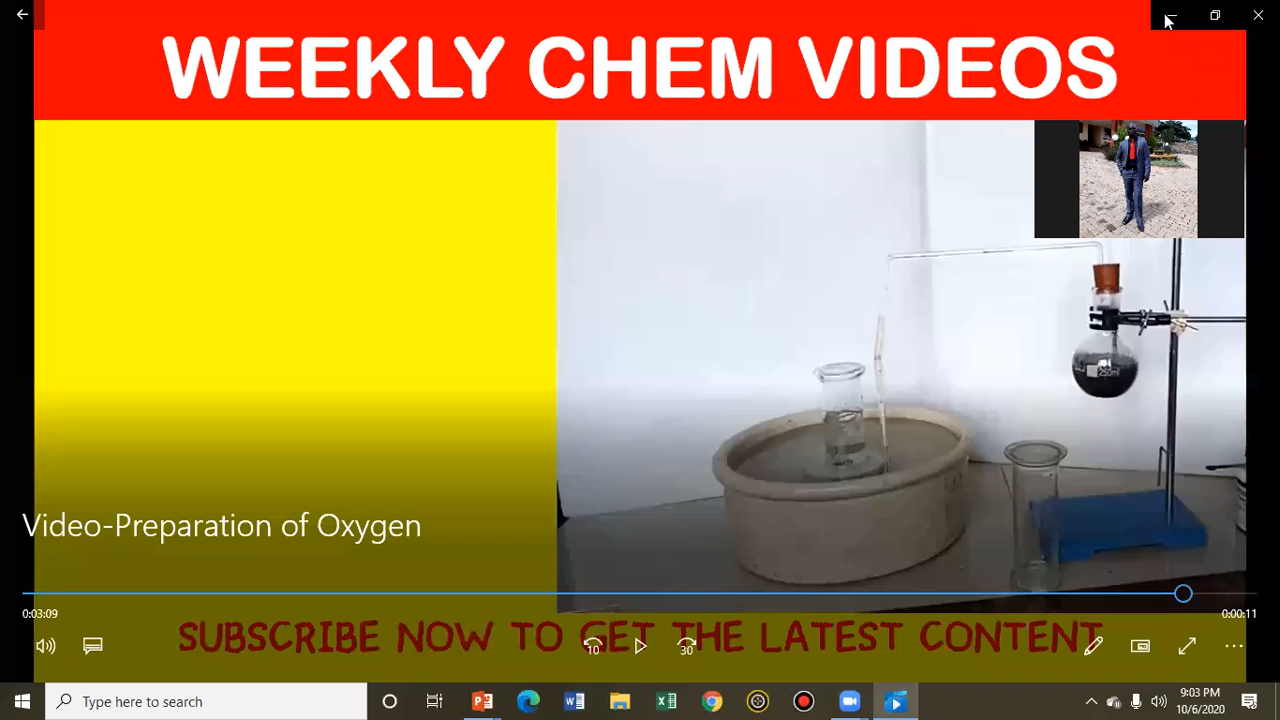 WEEKLY CHEM VIDEOS
250ml
Video-Preparation of Oxygen
0:03:09
0:00:11
SUBSCRIBE NOW TO GET THE LATEST CONTENT
10
30
Type here to search
9:03 PM
10/6/2020